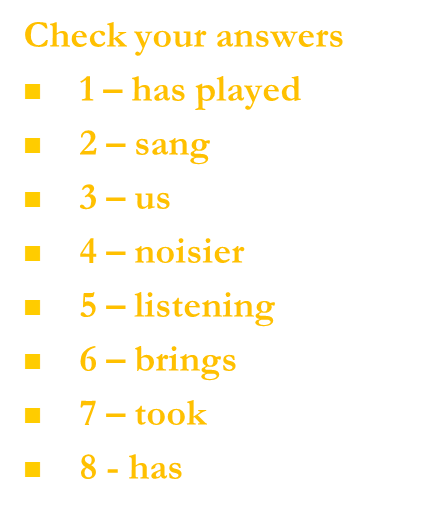 Check your answers
■ 1 – has played
■ 2 – sang
■ 3 – us
■ 4 – noisier
■ 5 – listening
■ 6 – brings
■ 7 – took
■ 8 - has